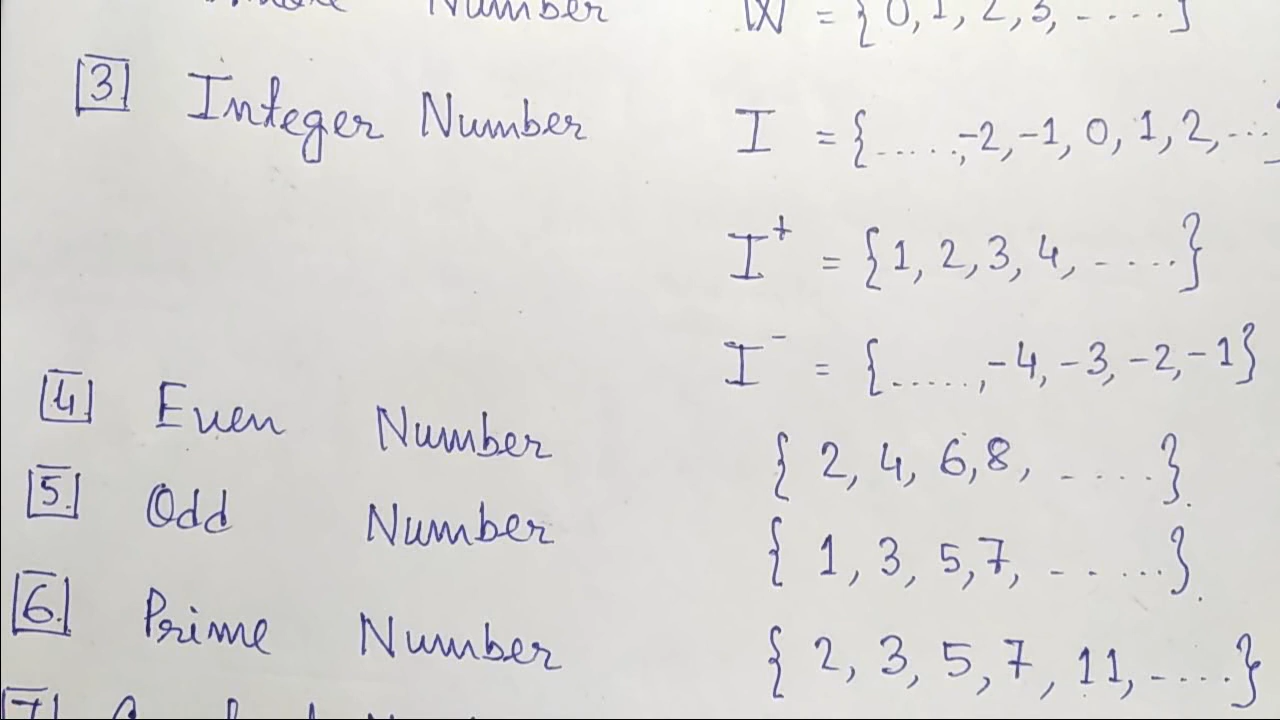 Number W = {0, 1, 2, 3, - . . . . }
3 Integer Number I = {. . . . . , -2, -1, 0, 1, 2, ....}
I⁺ = {1, 2, 3, 4, - . . . . }
I⁻ = {. . . . . , -4, -3, -2, -1}
4 Even Number { 2, 4, 6, 8, - . . . . }.
5. Odd Number { 1, 3, 5, 7, - . . . . . }.
6. Prime Number { 2, 3, 5, 7, 11, - . . . . }
7